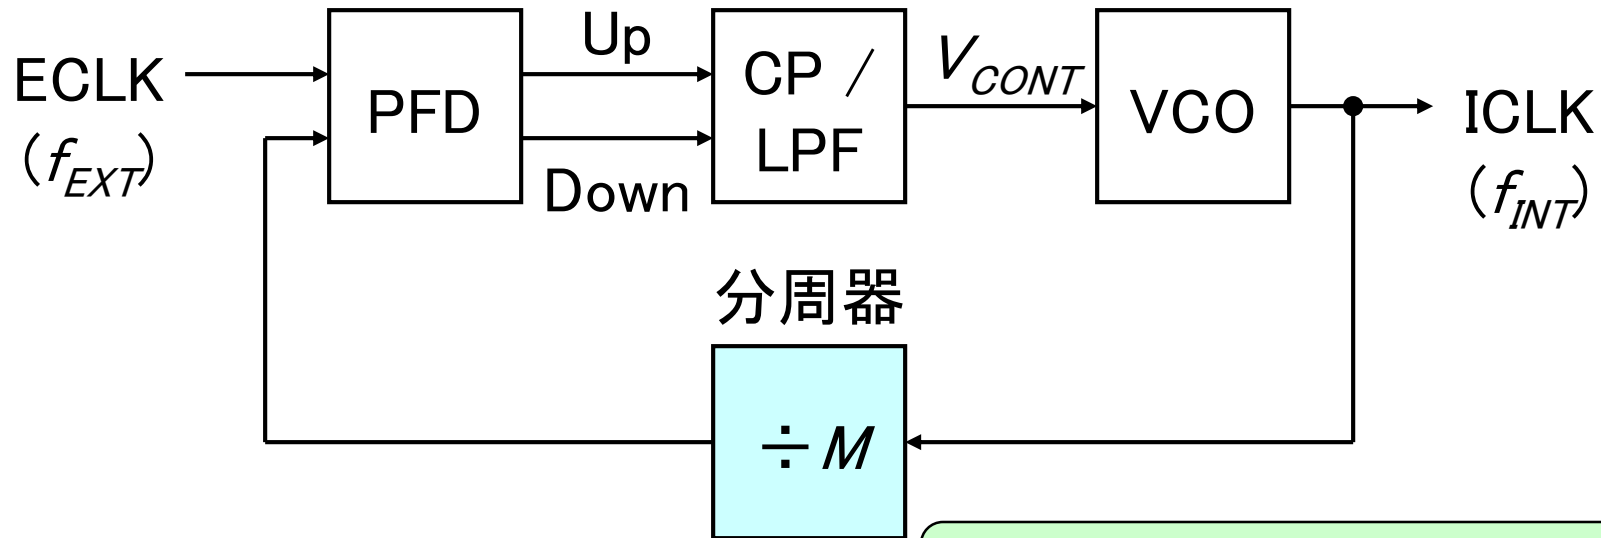 ECLK
(fEXT)
PFD
Up
Down
CP /
LPF
VCONT
VCO
ICLK
(fINT)
分周器
÷M